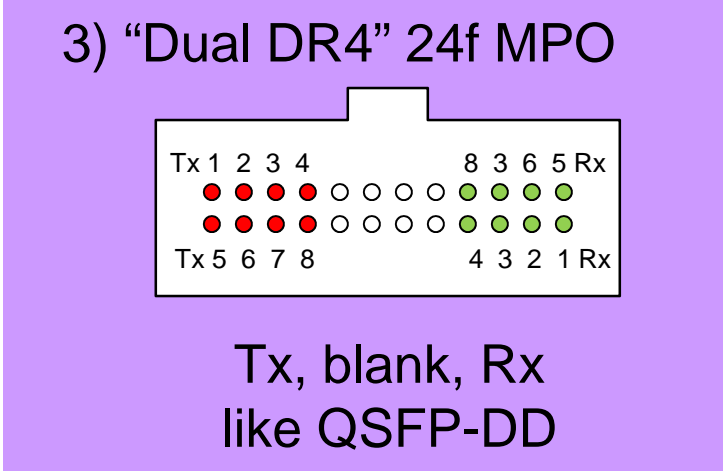 3) “Dual DR4” 24f MPO
Tx 1 2 3 4 8 3 6 5 Rx
Tx 5 6 7 8 4 3 2 1 Rx
Tx, blank, Rx
like QSFP-DD